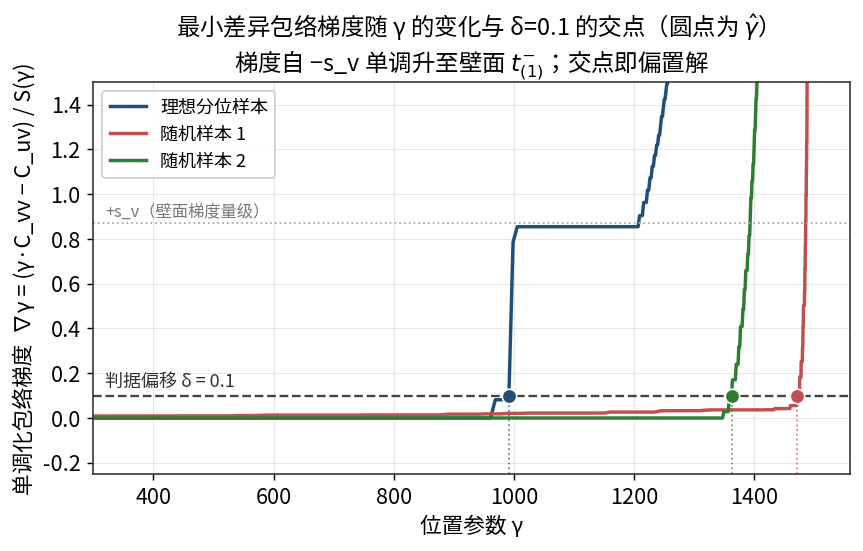 最小差异包络梯度随 γ 的变化与 δ=0.1 的交点（圆点为 γ̂）
梯度自 −s_v 单调升至壁面 t₍₁₎⁻；交点即偏置解
单调化包络梯度 ∇γ = (γ·C_vv − C_uv) / S(γ)
1.4
1.2
1.0
0.8
0.6
0.4
0.2
0.0
-0.2
理想分位样本
随机样本 1
随机样本 2
+s_v（壁面梯度量级）
判据偏移 δ = 0.1
400
600
800
1000
1200
1400
位置参数 γ